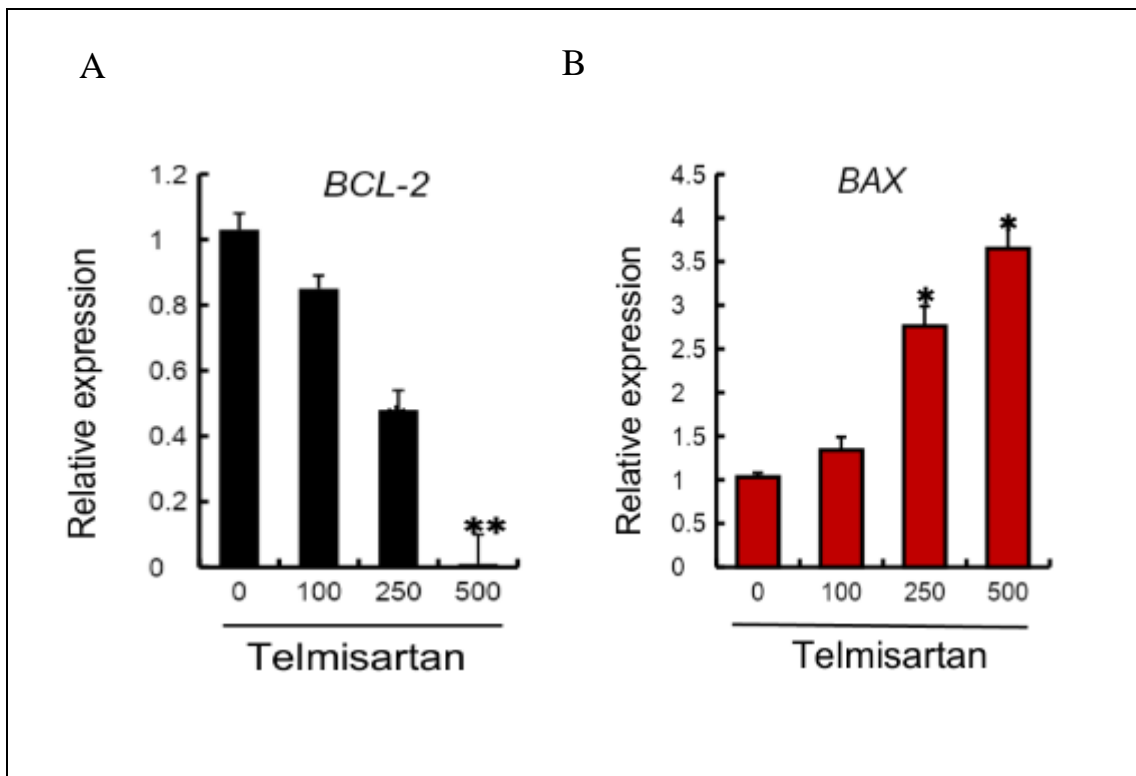 A
BCL-2
Relative expression
1.2
1
0.8
0.6
0.4
0.2
0
**
0 100 250 500
Telmisartan
B
BAX
Relative expression
4.5
4
3.5
3
2.5
2
1.5
1
0.5
0
*
*
0 100 250 500
Telmisartan